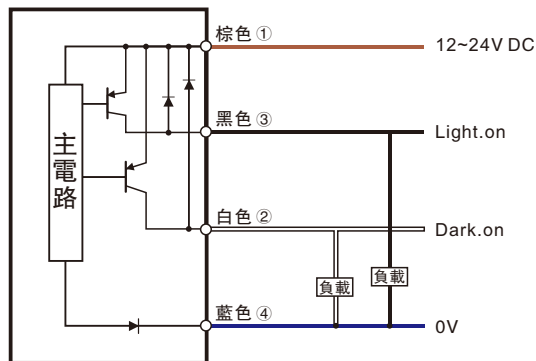 棕色 ①
12~24V DC
黑色 ③
Light.on
主電路
白色 ②
Dark.on
負載
負載
藍色 ④
0V